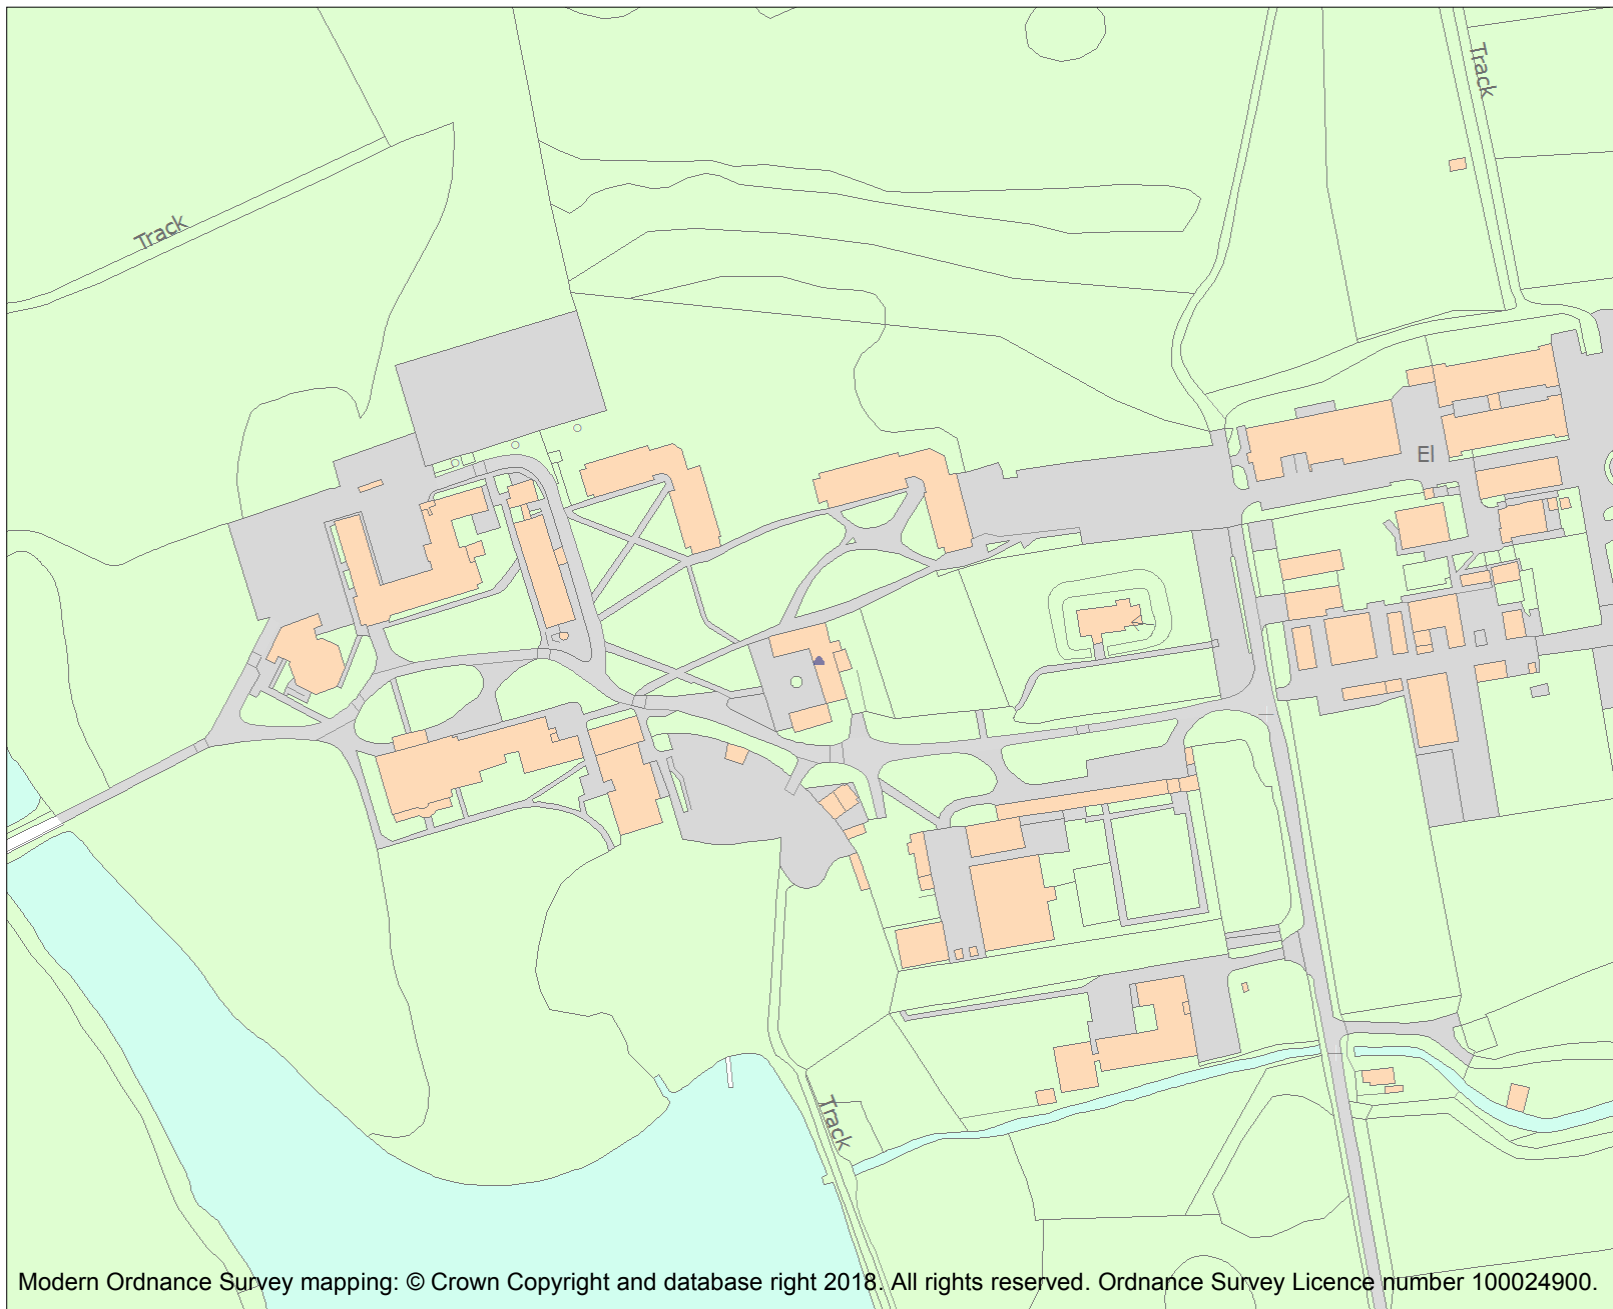 Track
Track
El
Track
Modern Ordnance Survey mapping: © Crown Copyright and database right 2018. All rights reserved. Ordnance Survey Licence number 100024900.